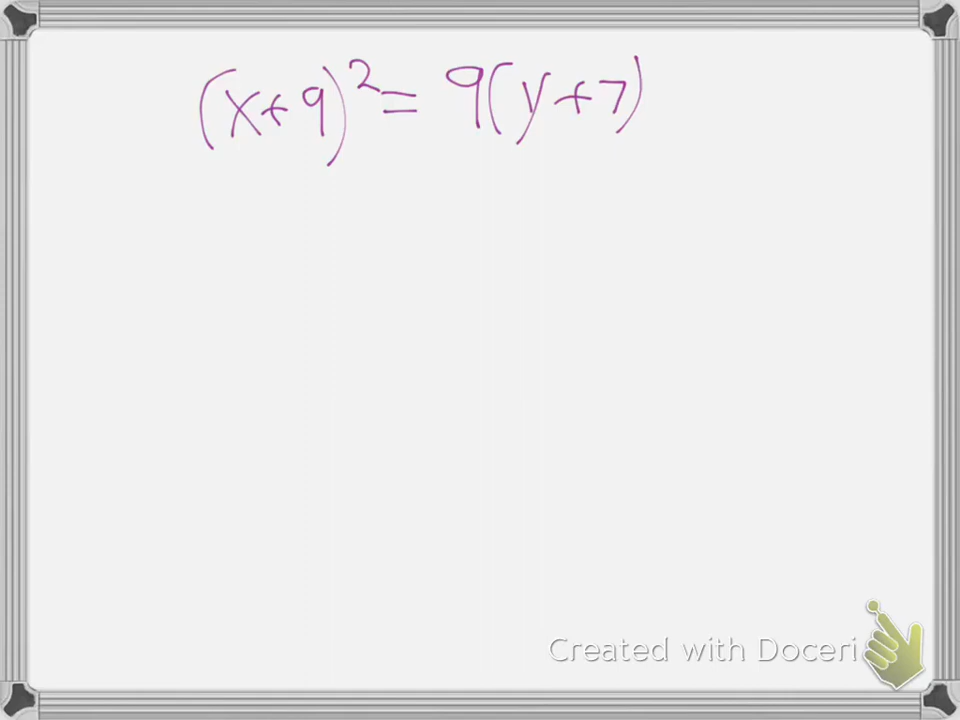 (x+9)²= 9(y+7)
Created with Doceri